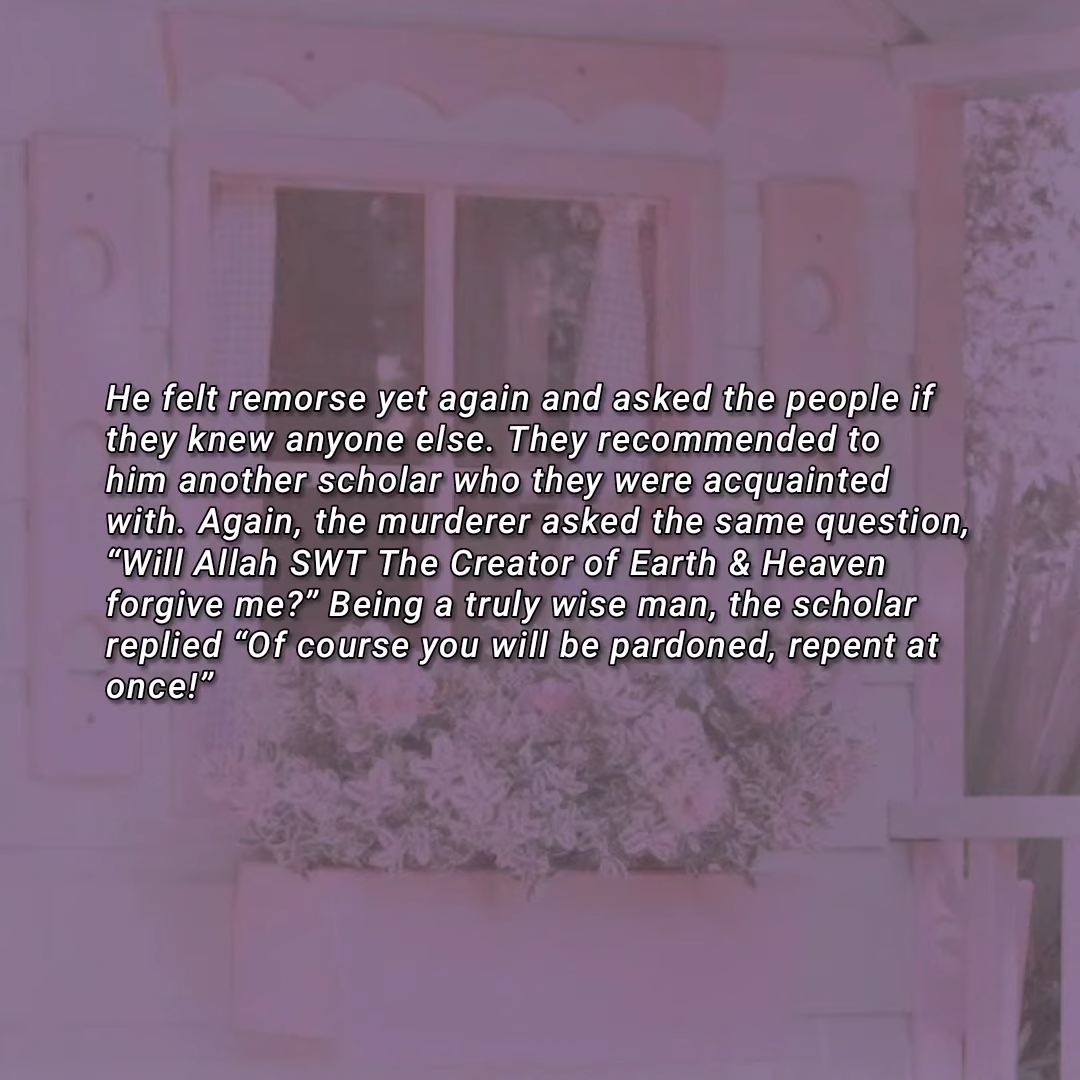 He felt remorse yet again and asked the people if
they knew anyone else. They recommended to
him another scholar who they were acquainted
with. Again, the murderer asked the same question,
“Will Allah SWT The Creator of Earth & Heaven
forgive me?” Being a truly wise man, the scholar
replied “Of course you will be pardoned, repent at
once!”